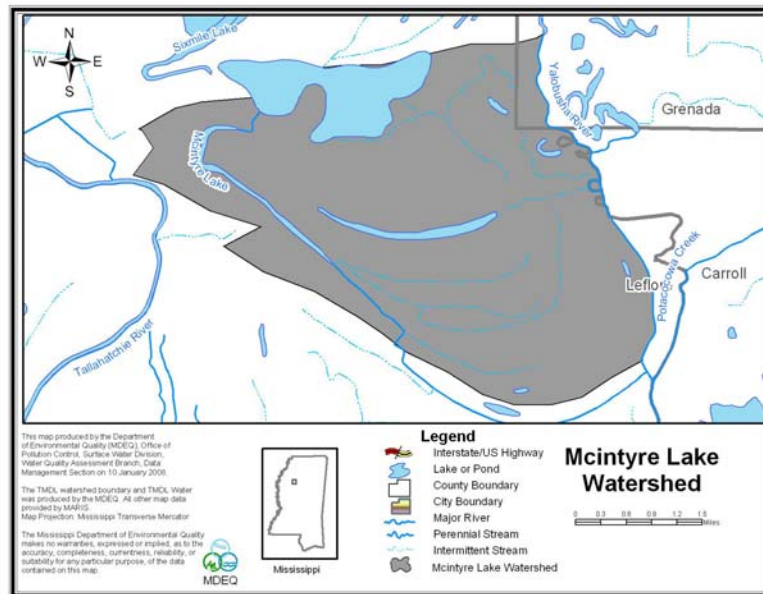 N
W E
S
Sixmile Lake
Yalobusha River
Grenada
Mcintyre Lake
Potacocowa Creek
Carroll
Leflor
Tallahatchie River
This map produced by the Department
of Environmental Quality (MDEQ), Office of
Pollution Control, Surface Water Division,
Water Quality Assessment Branch, Data
Management Section on 10 January 2008.
The TMDL watershed boundary and TMDL Water
was produced by the MDEQ. All other map data
provided by MARIS.
Map Projection: Mississippi Transverse Mercator
The Mississippi Department of Environmental Quality
makes no warranties, expressed or implied, as to the
accuracy, completeness, currentness, reliability, or
suitability for any particular purpose, of the data
contained on this map.
MDEQ
Mississippi
Legend
Interstate/US Highway
Lake or Pond
County Boundary
City Boundary
Major River
Perennial Stream
Intermittent Stream
Mcintyre Lake Watershed
Mcintyre Lake
Watershed
0 0.3 0.6 0.9 1.2 1.5
Miles